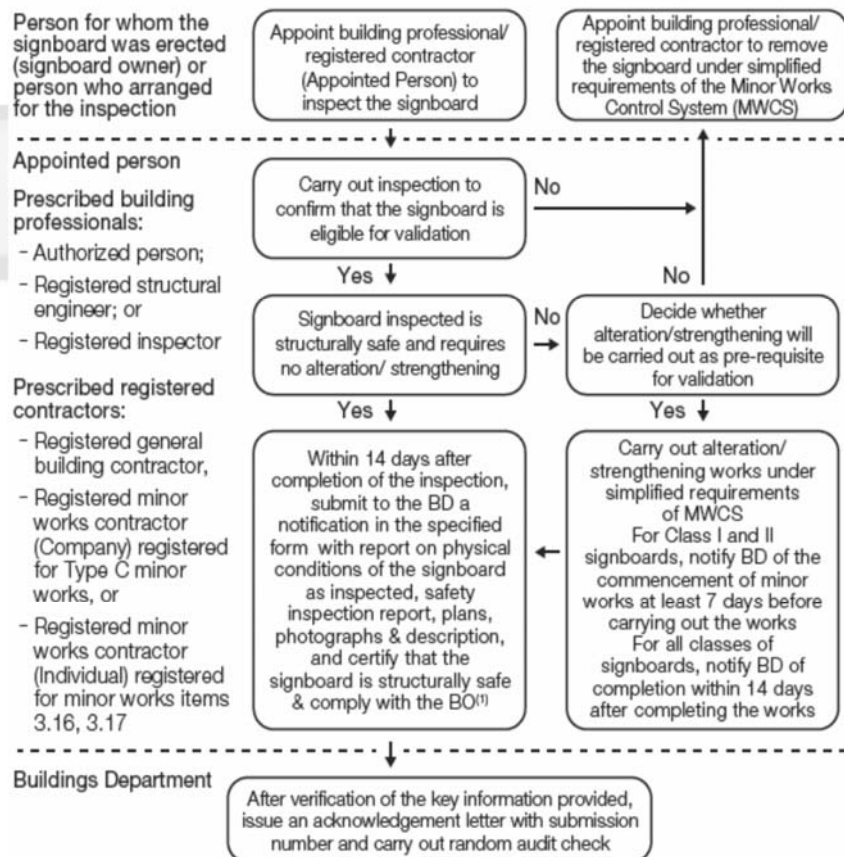 Person for whom the
signboard was erected
(signboard owner) or
person who arranged
for the inspection
Appoint building professional/
registered contractor
(Appointed Person) to
inspect the signboard
Appoint building professional/
registered contractor to remove
the signboard under simplified
requirements of the Minor Works
Control System (MWCS)
Appointed person
Prescribed building
professionals:
- Authorized person;
- Registered structural
engineer; or
- Registered inspector
Prescribed registered
contractors:
- Registered general
building contractor,
- Registered minor
works contractor
(Company) registered
for Type C minor
works, or
- Registered minor
works contractor
(Individual) registered
for minor works items
3.16, 3.17
Carry out inspection to
confirm that the signboard is
eligible for validation
No
Yes
No
Signboard inspected is
structurally safe and requires
no alteration/ strengthening
No
Decide whether
alteration/strengthening will
be carried out as pre-requisite
for validation
Yes
Yes
Within 14 days after
completion of the inspection,
submit to the BD a
notification in the specified
form with report on physical
conditions of the signboard
as inspected, safety
inspection report, plans,
photographs & description,
and certify that the
signboard is structurally safe
& comply with the BO(1)
Carry out alteration/
strengthening works under
simplified requirements
of MWCS
For Class I and II
signboards, notify BD of the
commencement of minor
works at least 7 days before
carrying out the works
For all classes of
signboards, notify BD of
completion within 14 days
after completing the works
Buildings Department
After verification of the key information provided,
issue an acknowledgement letter with submission
number and carry out random audit check